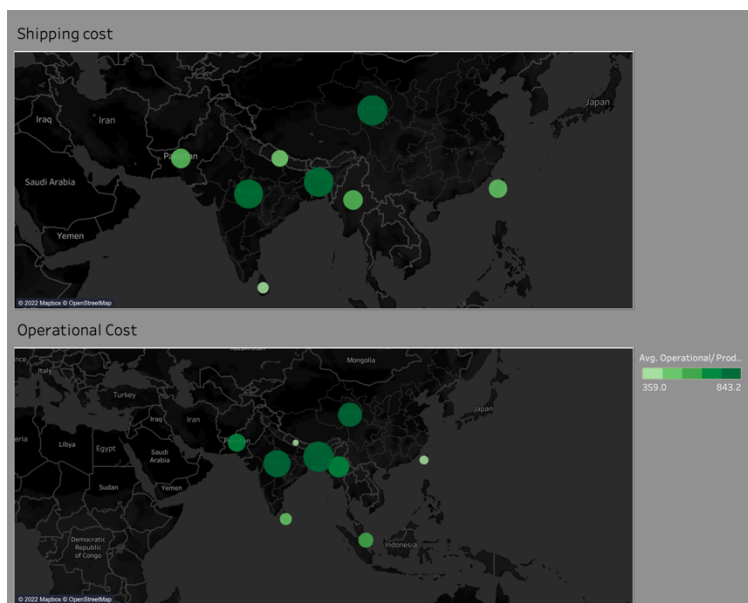 Shipping cost
Japan
Iraq
Iran
Saudi Arabia
Yemen
© 2022 Mapbox © OpenStreetMap
Operational Cost
Mongolia
Italy
Turkey
Japan
Iraq
Iran
Libya
Egypt
Saudi
Arabia
Sudan
Yemen
Democratic
Republic
of Congo
Indonesia
© 2022 Mapbox © OpenStreetMap
Avg. Operational/ Prod..
359.0
843.2